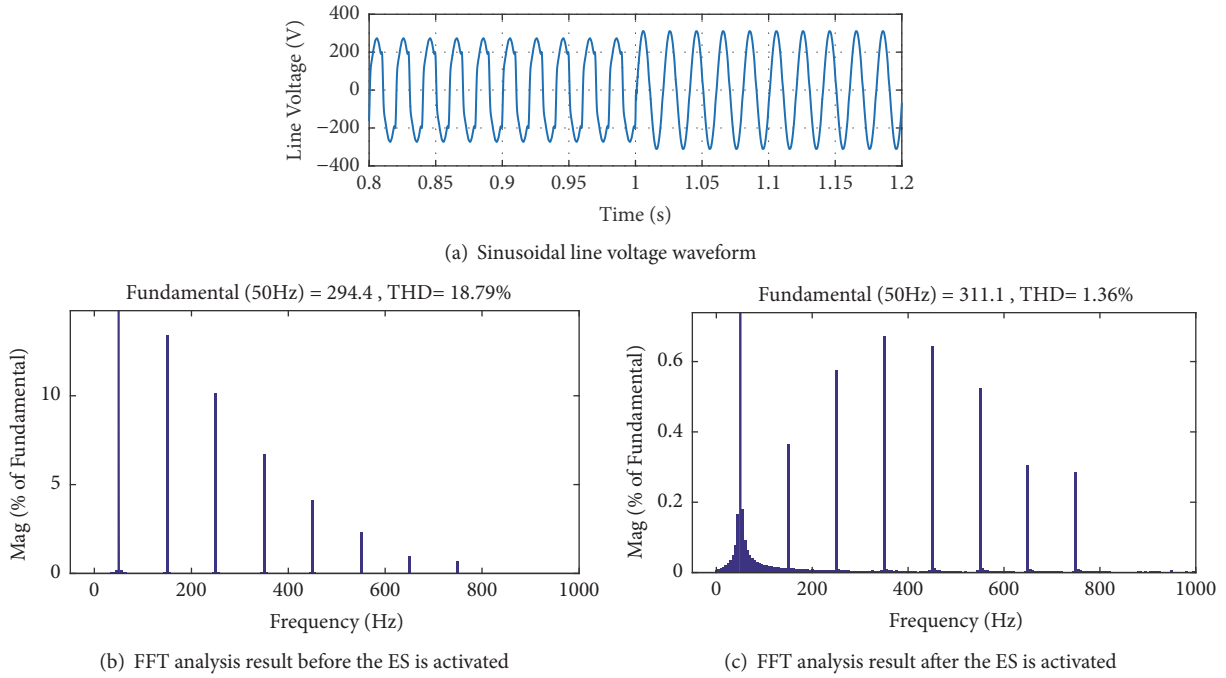 400
200
0
−200
−400
Line Voltage (V)
0.8 0.85 0.9 0.95 1 1.05 1.1 1.15 1.2
Time (s)
(a) Sinusoidal line voltage waveform
Fundamental (50Hz) = 294.4 , THD= 18.79%
10
5
0
Mag (% of Fundamental)
0 200 400 600 800 1000
Frequency (Hz)
(b) FFT analysis result before the ES is activated
Fundamental (50Hz) = 311.1 , THD= 1.36%
0.6
0.4
0.2
0
Mag (% of Fundamental)
0 200 400 600 800 1000
Frequency (Hz)
(c) FFT analysis result after the ES is activated